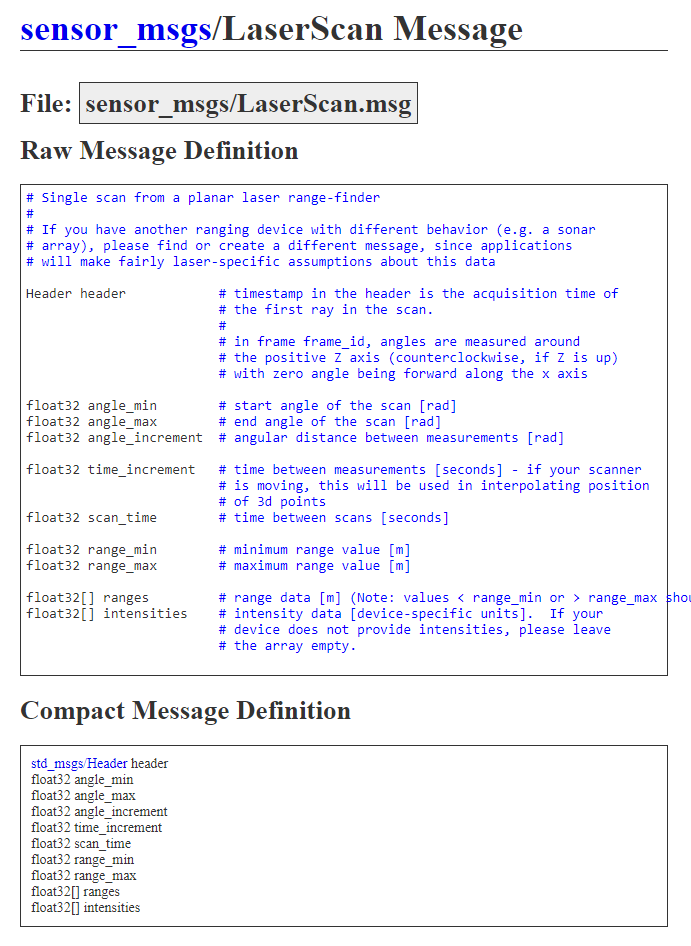 sensor_msgs/LaserScan Message
File: sensor_msgs/LaserScan.msg
Raw Message Definition
# Single scan from a planar laser range-finder
#
# If you have another ranging device with different behavior (e.g. a sonar
# array), please find or create a different message, since applications
# will make fairly laser-specific assumptions about this data
Header header            # timestamp in the header is the acquisition time of
                         # the first ray in the scan.
                         #
                         # in frame frame_id, angles are measured around
                         # the positive Z axis (counterclockwise, if Z is up)
                         # with zero angle being forward along the x axis
float32 angle_min        # start angle of the scan [rad]
float32 angle_max        # end angle of the scan [rad]
float32 angle_increment  # angular distance between measurements [rad]
float32 time_increment   # time between measurements [seconds] - if your scanner
                         # is moving, this will be used in interpolating position
                         # of 3d points
float32 scan_time        # time between scans [seconds]
float32 range_min        # minimum range value [m]
float32 range_max        # maximum range value [m]
float32[] ranges         # range data [m] (Note: values < range_min or > range_max shou
float32[] intensities    # intensity data [device-specific units].  If your
                         # device does not provide intensities, please leave
                         # the array empty.
Compact Message Definition
std_msgs/Header header
float32 angle_min
float32 angle_max
float32 angle_increment
float32 time_increment
float32 scan_time
float32 range_min
float32 range_max
float32[] ranges
float32[] intensities